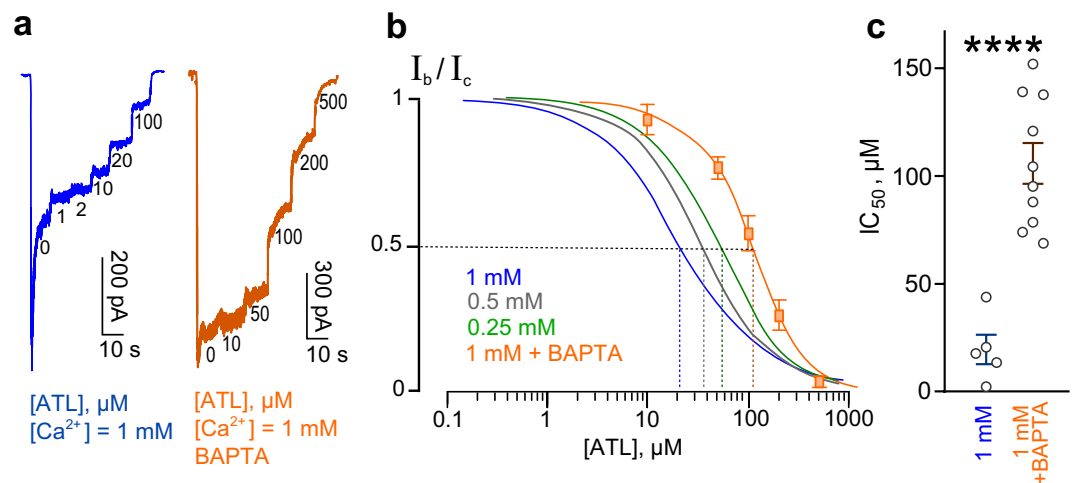 a
0
1
2
10
20
100
200 pA
10 s
[ATL], µM
[Ca²⁺] = 1 mM
0
10
50
100
200
500
300 pA
10 s
[ATL], µM
[Ca²⁺] = 1 mM
BAPTA
b
I_b / I_c
1
0.5
0
1 mM
0.5 mM
0.25 mM
1 mM + BAPTA
0.1
1
10
100
1000
[ATL], µM
c
****
IC₅₀, µM
150
100
50
0
1 mM
1 mM
+BAPTA